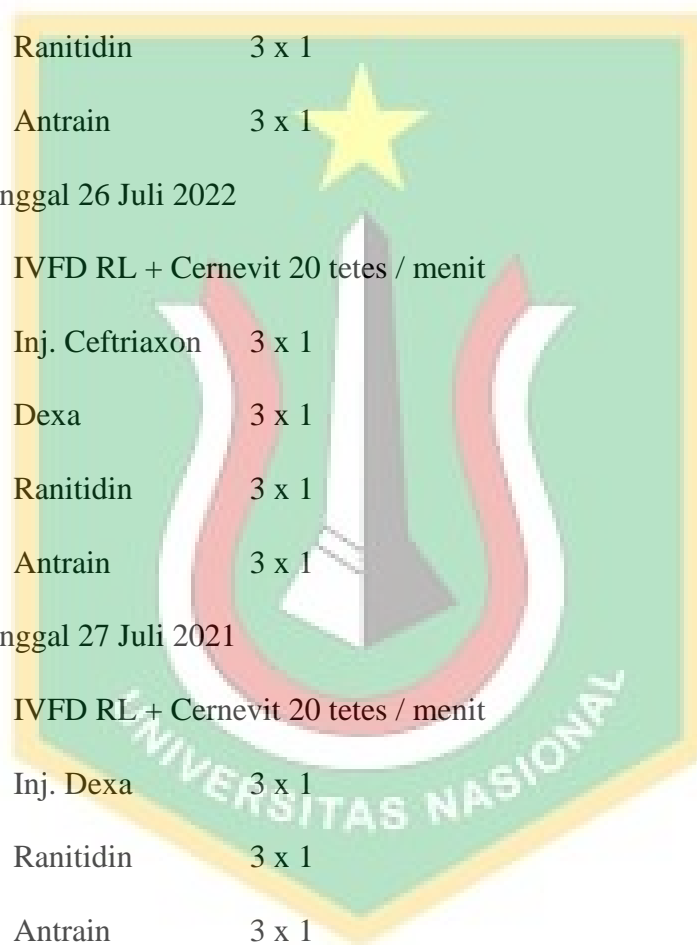 Ranitidin 3 x 1
Antrain 3 x 1
nggal 26 Juli 2022
IVFD RL + Cernevit 20 tetes / menit
Inj. Ceftriaxon 3 x 1
Dexa 3 x 1
Ranitidin 3 x 1
Antrain 3 x 1
nggal 27 Juli 2021
IVFD RL + Cernevit 20 tetes / menit
Inj. Dexa 3 x 1
Ranitidin 3 x 1
Antrain 3 x 1
UNIVERSITAS NASIONAL